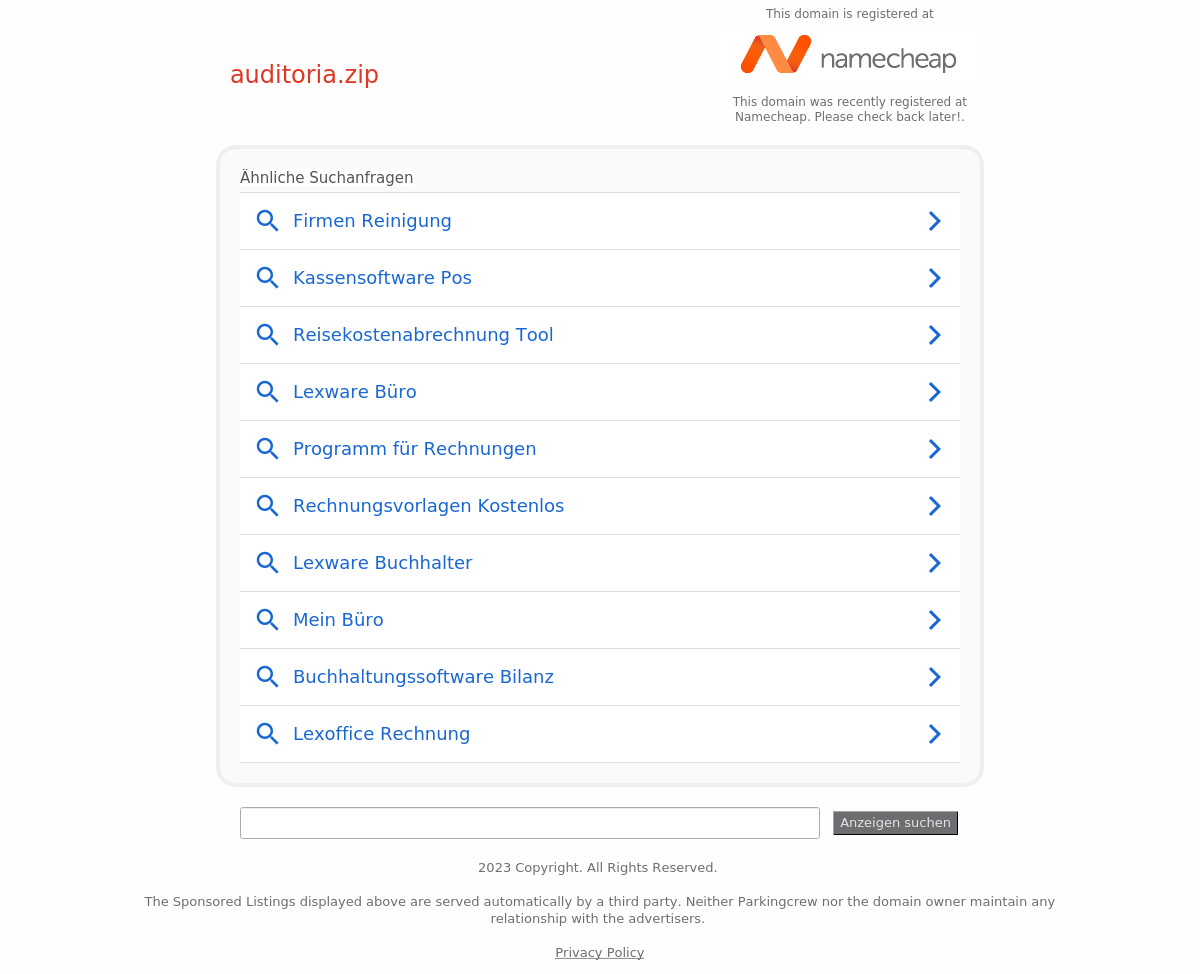 This domain is registered at
namecheap
auditoria.zip
This domain was recently registered at
Namecheap. Please check back later!.
Ähnliche Suchanfragen
Firmen Reinigung
Kassensoftware Pos
Reisekostenabrechnung Tool
Lexware Büro
Programm für Rechnungen
Rechnungsvorlagen Kostenlos
Lexware Buchhalter
Mein Büro
Buchhaltungssoftware Bilanz
Lexoffice Rechnung
Anzeigen suchen
2023 Copyright. All Rights Reserved.
The Sponsored Listings displayed above are served automatically by a third party. Neither Parkingcrew nor the domain owner maintain any
relationship with the advertisers.
Privacy Policy